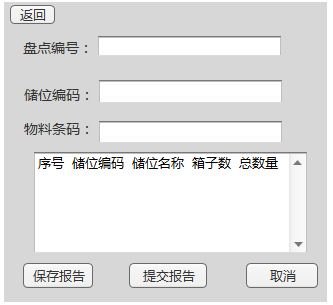 返回
盘点编号：
储位编码：
物料条码：
序号 储位编码 储位名称 箱子数 总数量
保存报告 提交报告 取消